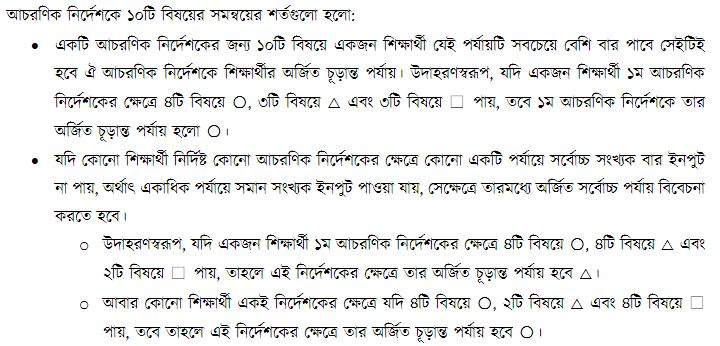 আচরণিক নির্দেশকে ১০টি বিষয়ের সমন্বয়ের শর্তগুলো হলো:
• একটি আচরণিক নির্দেশকের জন্য ১০টি বিষয়ে একজন শিক্ষার্থী যেই পর্যায়টি সবচেয়ে বেশি বার পাবে সেইটিই
হবে ঐ আচরণিক নির্দেশকে শিক্ষার্থীর অর্জিত চূড়ান্ত পর্যায়। উদাহরণস্বরূপ, যদি একজন শিক্ষার্থী ১ম আচরণিক
নির্দেশকের ক্ষেত্রে ৪টি বিষয়ে ○, ৩টি বিষয়ে △ এবং ৩টি বিষয়ে □ পায়, তবে ১ম আচরণিক নির্দেশকে তার
অর্জিত চূড়ান্ত পর্যায় হলো ○।
• যদি কোনো শিক্ষার্থী নির্দিষ্ট কোনো আচরণিক নির্দেশকের ক্ষেত্রে কোনো একটি পর্যায়ে সর্বোচ্চ সংখ্যক বার ইনপুট
না পায়, অর্থাৎ একাধিক পর্যায়ে সমান সংখ্যক ইনপুট পাওয়া যায়, সেক্ষেত্রে তারমধ্যে অর্জিত সর্বোচ্চ পর্যায় বিবেচনা
করতে হবে।
o উদাহরণস্বরূপ, যদি একজন শিক্ষার্থী ১ম আচরণিক নির্দেশকের ক্ষেত্রে ৪টি বিষয়ে ○, ৪টি বিষয়ে △ এবং
২টি বিষয়ে □ পায়, তাহলে এই নির্দেশকের ক্ষেত্রে তার অর্জিত চূড়ান্ত পর্যায় হবে △।
o আবার কোনো শিক্ষার্থী একই নির্দেশকের ক্ষেত্রে যদি ৪টি বিষয়ে ○, ২টি বিষয়ে △ এবং ৪টি বিষয়ে □
পায়, তবে তাহলে এই নির্দেশকের ক্ষেত্রে তার অর্জিত চূড়ান্ত পর্যায় হবে ○।